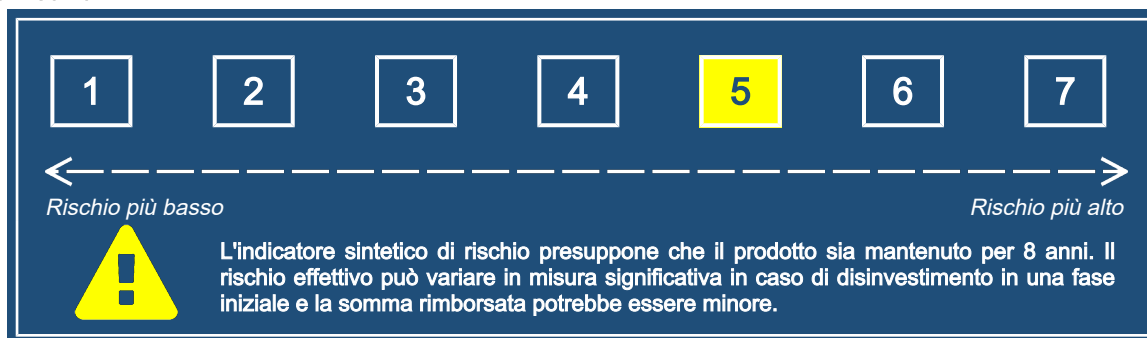 1 2 3 4 5 6 7
Rischio più basso Rischio più alto
L'indicatore sintetico di rischio presuppone che il prodotto sia mantenuto per 8 anni. Il
rischio effettivo può variare in misura significativa in caso di disinvestimento in una fase
iniziale e la somma rimborsata potrebbe essere minore.